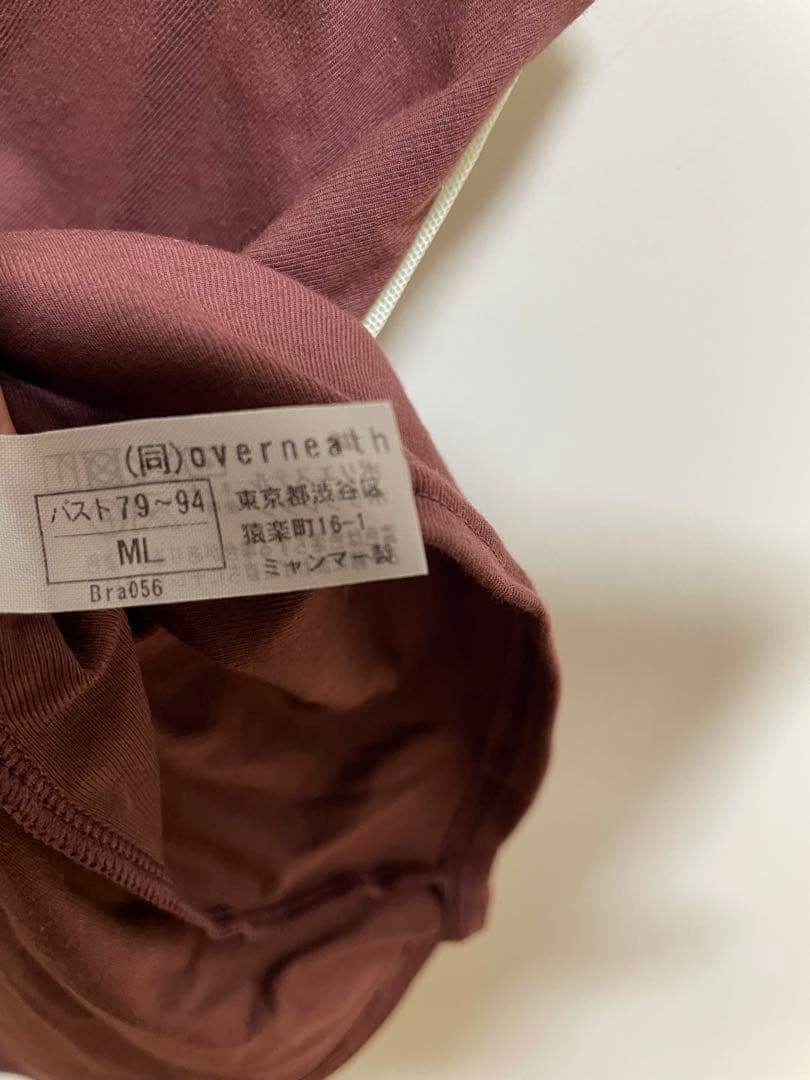 (同)overneath
バスト79~94
ML
Bra056
東京都渋谷区
猿楽町16-1
ミャンマー製